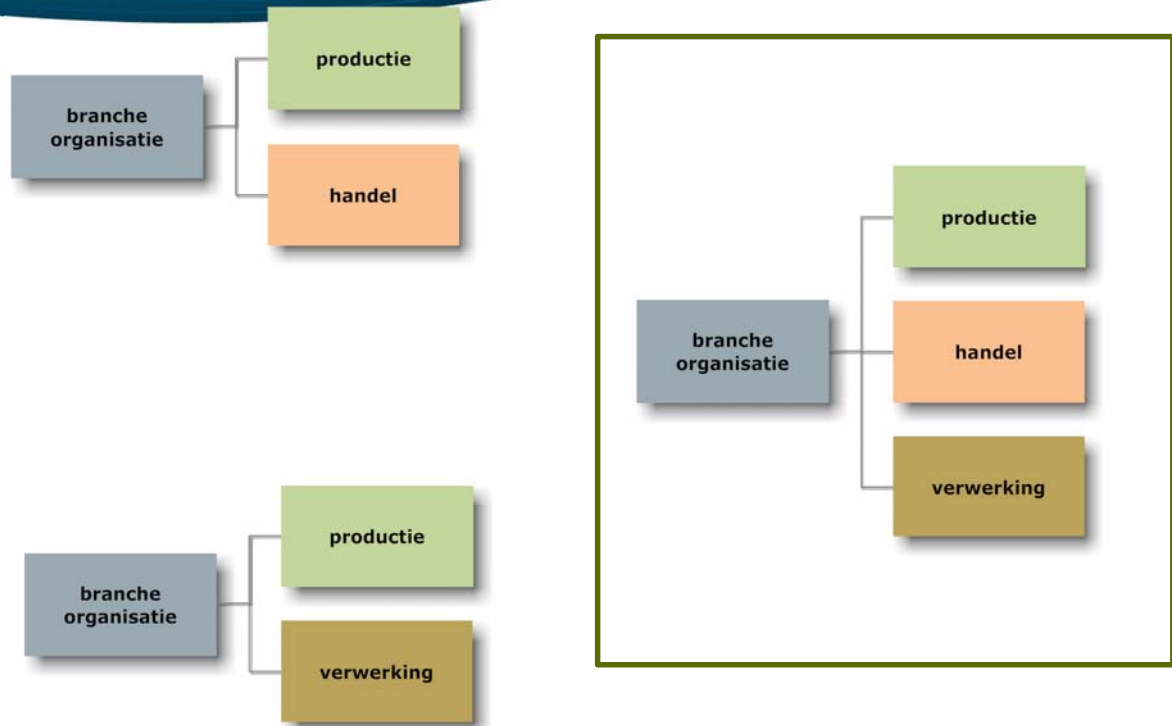 productie
branche
organisatie
handel
productie
branche
organisatie
verwerking
productie
branche
organisatie
handel
verwerking